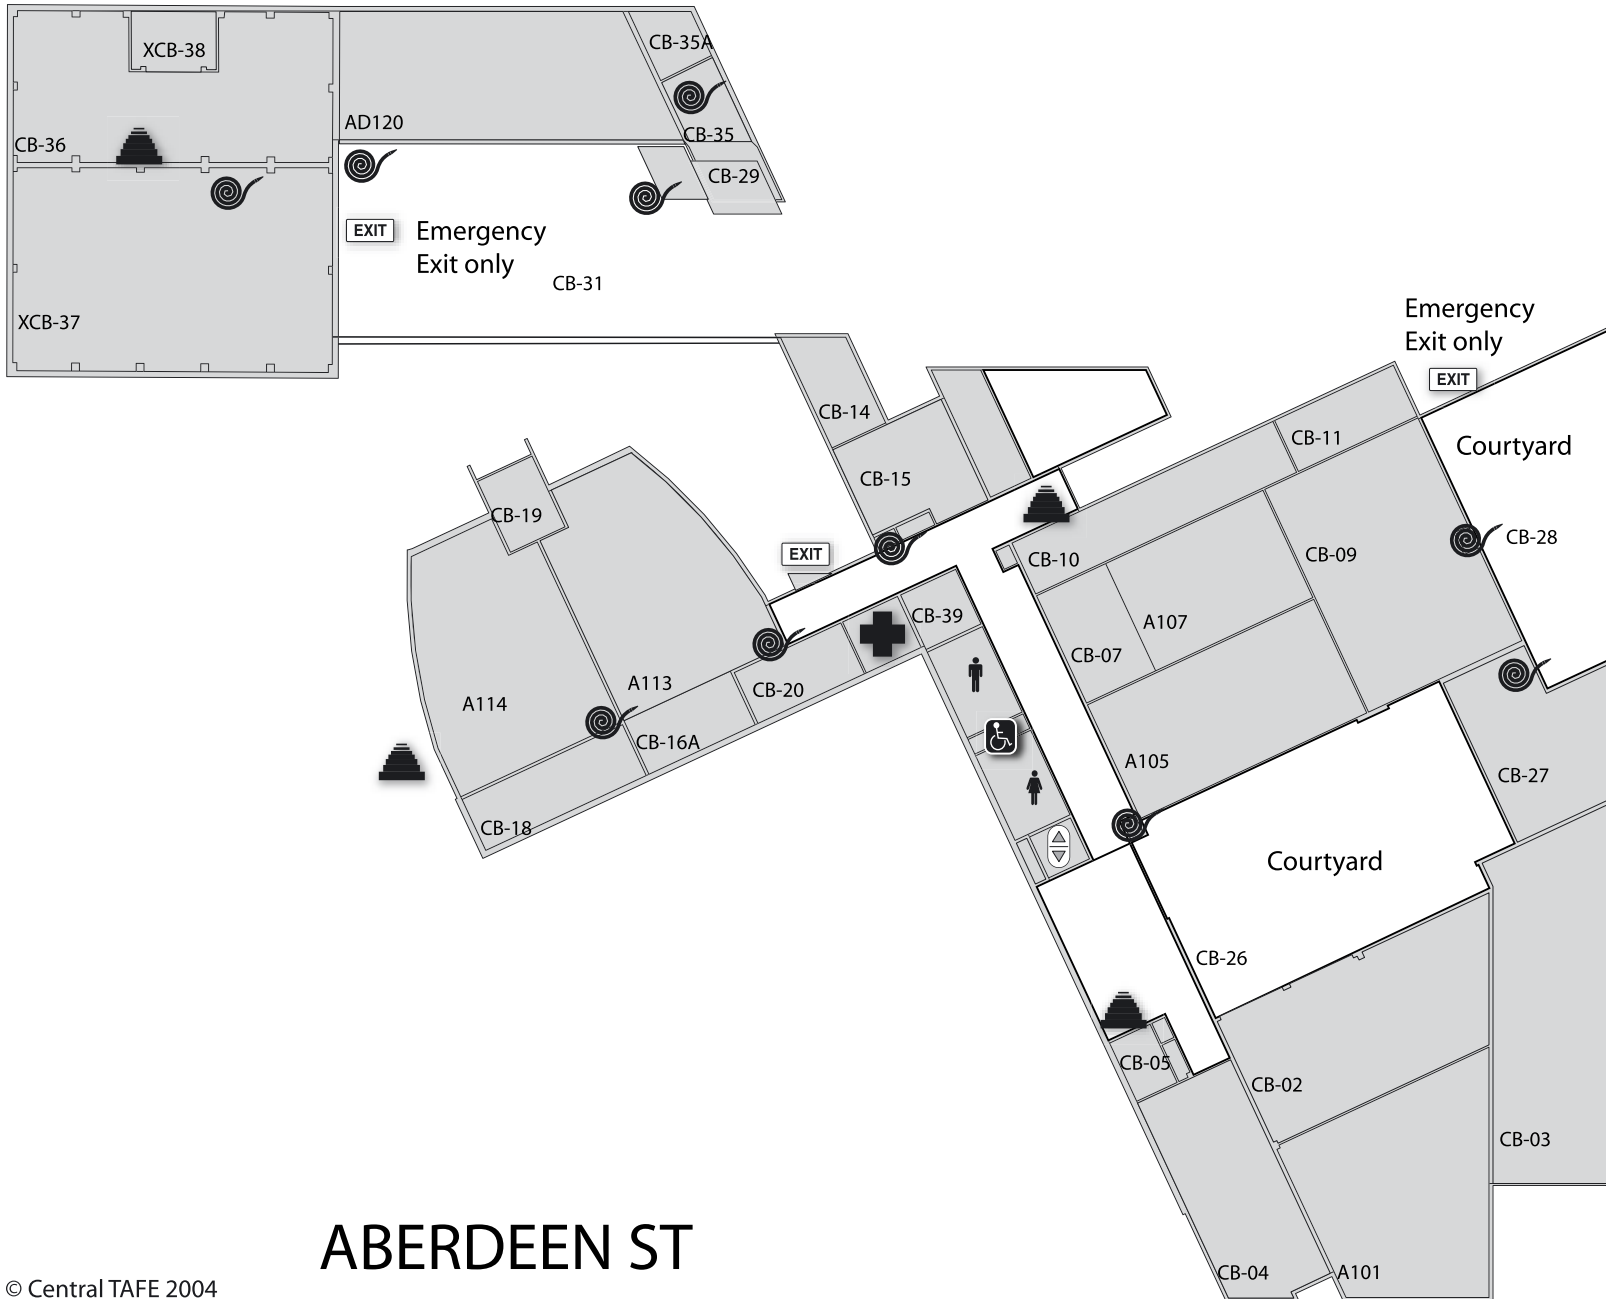 CB-35A
XCB-38
AD120
CB-35
CB-36
CB-29
EXIT
Emergency
Exit only
CB-31
XCB-37
Emergency
Exit only
EXIT
CB-14
CB-11
Courtyard
CB-15
CB-19
CB-28
EXIT
CB-10
CB-09
CB-39
A107
CB-07
A113
CB-20
A114
CB-16A
A105
CB-27
CB-18
Courtyard
CB-26
CB-05
CB-02
CB-03
ABERDEEN ST
CB-04
A101
© Central TAFE 2004